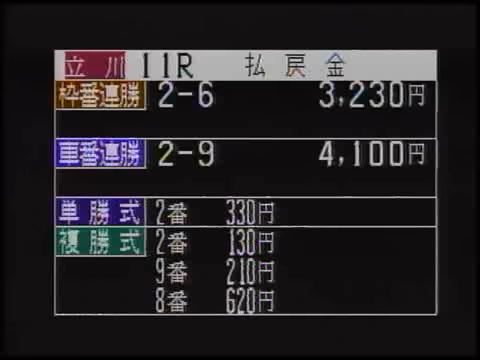 立川 11R 払戻金
枠番連勝 2-6 3,230円
車番連勝 2-9 4,100円
単勝式 2番 330円
複勝式 2番 130円
9番 210円
8番 620円